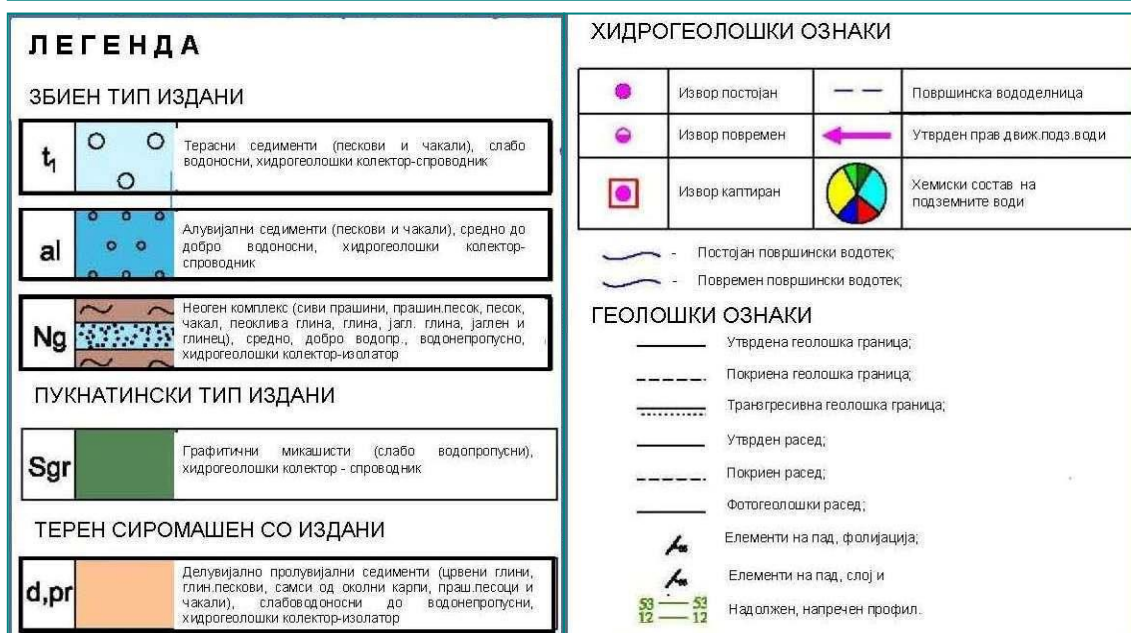 ЛЕГЕНДА
ЗБИЕН ТИП ИЗДАНИ
t1
Терасни седименти (пескови и чакали), слабо
водоносни, хидрогеолошки колектор-спроводник
al
Алувијални седименти (пескови и чакали), средно до
добро водоносни, хидрогеолошки колектор-
спроводник
Ng
Неоген комплекс (сиви прашини, прашин.песок, песок,
чакал, песклива глина, глина, јагл. глина, јаглен и
глинец), средно, добро водопр., водонепропусно,
хидрогеолошки колектор-изолатор
ПУКНАТИНСКИ ТИП ИЗДАНИ
Sgr
Графитични микашисти (слабо водопропусни),
хидрогеолошки колектор - спроводник
ТЕРЕН СИРОМАШЕН СО ИЗДАНИ
d,pr
Делувијално пролувијални седименти (црвени глини,
глин.пескови, самси од околни карпи, праш.песоци и
чакали), слабоводоносни до водонепропусни,
хидрогеолошки колектор-изолатор
ХИДРОГЕОЛОШКИ ОЗНАКИ
Извор постојан
Површинска вододелница
Извор повремен
Утврден прав движ.подз.води
Извор каптиран
Хемиски состав на
подземните води
- Постојан површински водотек;
- Повремен површински водотек;
ГЕОЛОШКИ ОЗНАКИ
Утврдена геолошка граница;
Покриена геолошка граница;
Транзгресивна геолошка граница;
Утврден расед;
Покриен расед;
Фотогеолошки расед;
Елементи на пад, фолијација;
Елементи на пад, слој и
53 53
12 12
Надолжен, напречен профил.